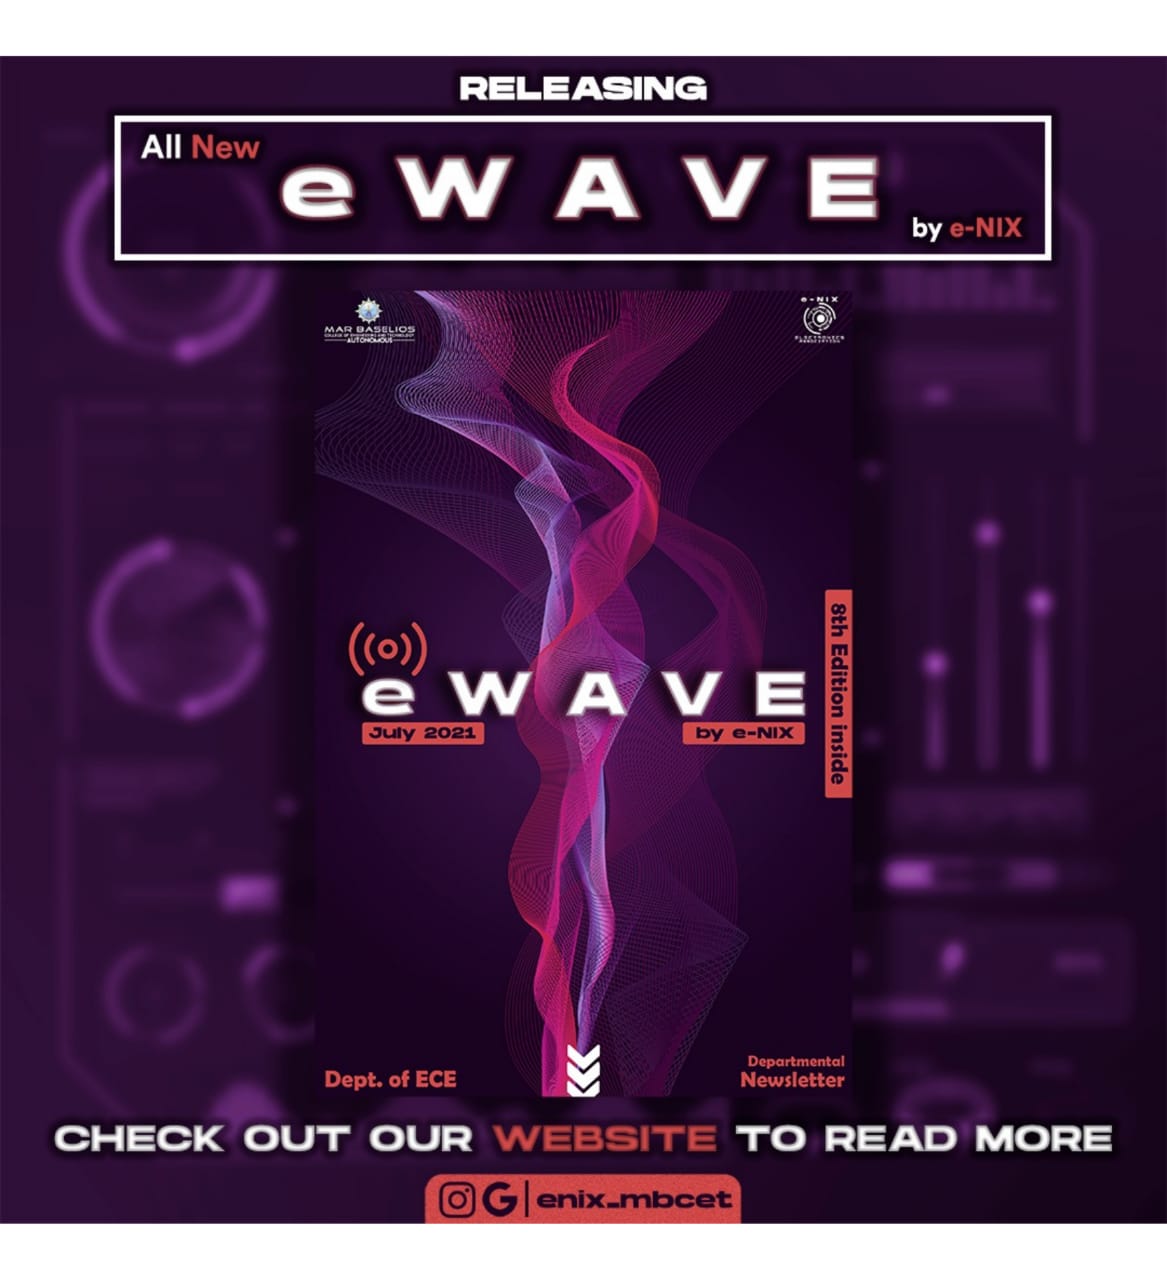 RELEASING
All New
eWAVE
by e-NIX
MAR BASELIOS
COLLEGE OF ENGINEERING AND TECHNOLOGY
AUTONOMOUS
e-NIX
ELECTRONICS
eWAVE
July 2021
by e-NIX
8th Edition inside
Dept. of ECE
Departmental
Newsletter
CHECK OUT OUR WEBSITE TO READ MORE
enix_mbcet